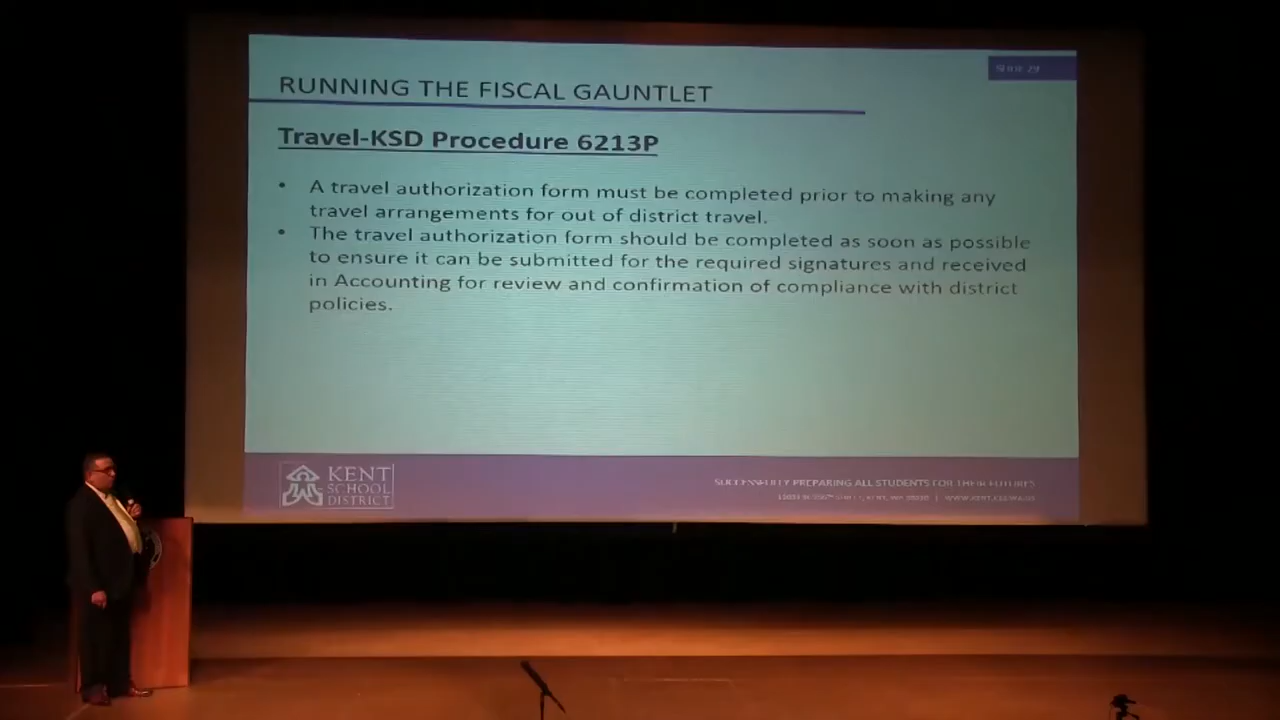 RUNNING THE FISCAL GAUNTLET
Travel-KSD Procedure 6213P
• A travel authorization form must be completed prior to making any
travel arrangements for out of district travel.
• The travel authorization form should be completed as soon as possible
to ensure it can be submitted for the required signatures and received
in Accounting for review and confirmation of compliance with district
policies.
KENT
SCHOOL
DISTRICT
SUCCESSFULLY PREPARING ALL STUDENTS FOR THEIR FUTURES